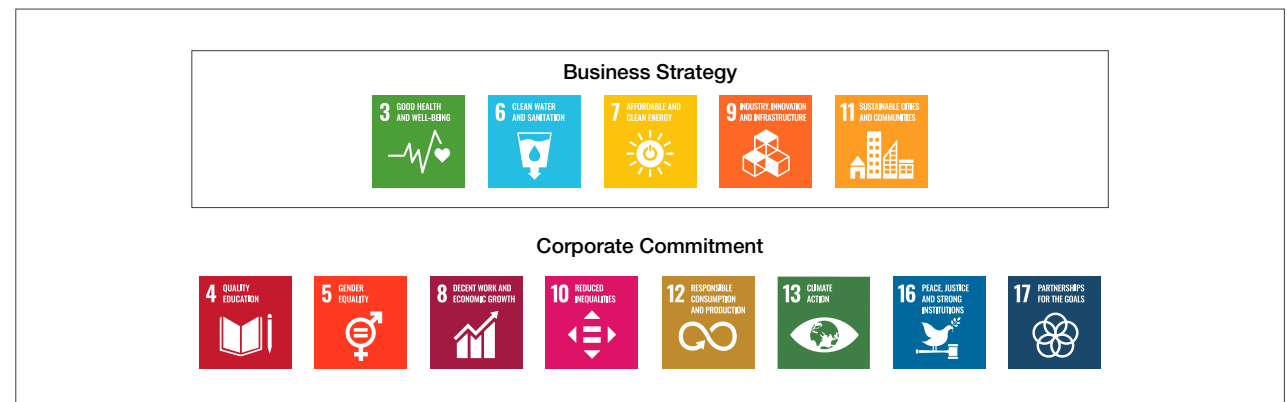 Business Strategy
3 GOOD HEALTH
AND WELL-BEING
6 CLEAN WATER
AND SANITATION
7 AFFORDABLE AND
CLEAN ENERGY
9 INDUSTRY, INNOVATION
AND INFRASTRUCTURE
11 SUSTAINABLE CITIES
AND COMMUNITIES
Corporate Commitment
4 QUALITY
EDUCATION
5 GENDER
EQUALITY
8 DECENT WORK AND
ECONOMIC GROWTH
10 REDUCED
INEQUALITIES
12 RESPONSIBLE
CONSUMPTION
AND PRODUCTION
13 CLIMATE
ACTION
16 PEACE, JUSTICE
AND STRONG
INSTITUTIONS
17 PARTNERSHIPS
FOR THE GOALS